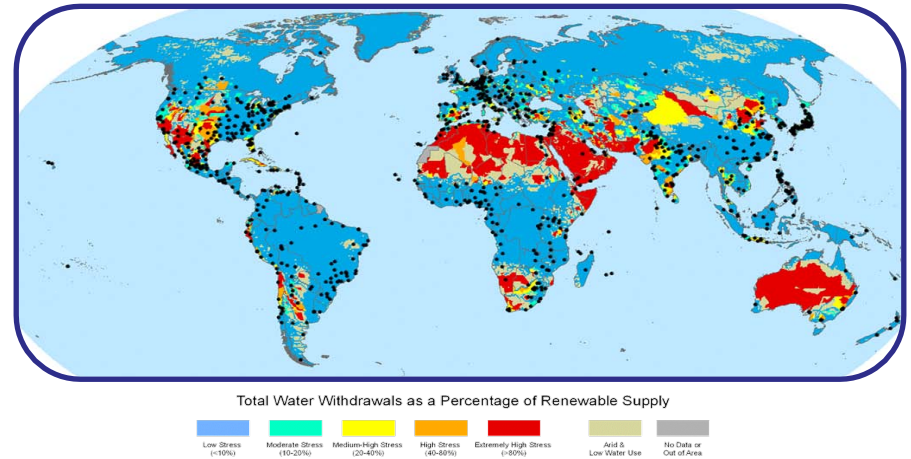 Total Water Withdrawals as a Percentage of Renewable Supply
Low Stress
(<10%)
Moderate Stress
(10-20%)
Medium-High Stress
(20-40%)
High Stress
(40-80%)
Extremely High Stress
(>80%)
Arid &
Low Water Use
No Data or
Out of Area